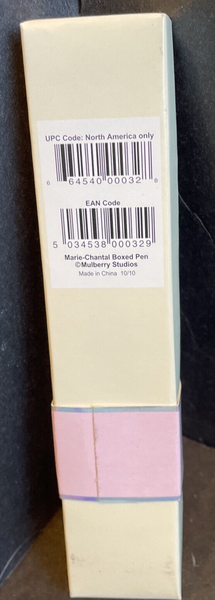 UPC Code: North America only
6 64540 00032 8
EAN Code
5 034538 000329
Marie-Chantal Boxed Pen
©Mulberry Studios
Made in China 10/10